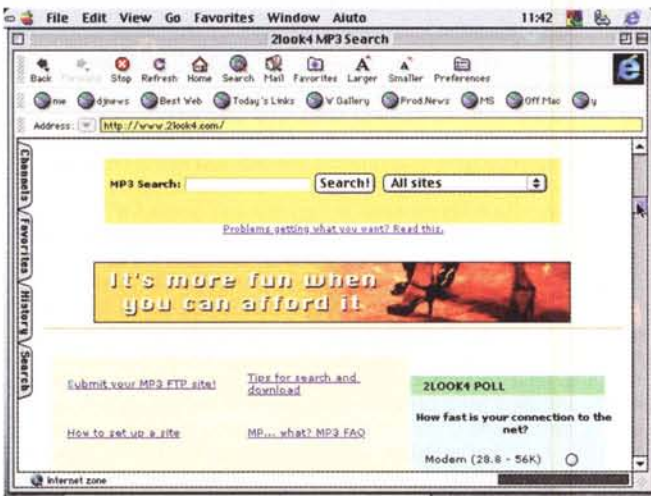 File Edit View Go Favorites Window Aiuto 11:42
2look4 MP3 Search
Back Stop Refresh Home Search Mail Favorites Larger Smaller Preferences
me djnews Best Web Today's Links W Gallery Prod.News MS Off Mac y
Address: http://www.2look4.com/
Channels
Favorites
History
Search
MP3 Search: Search! All sites
Problems getting what you want? Read this.
It's more fun when
you can afford it
Submit your MP3 FTP site!
Tips for search and
download
How to set up a site
MP... what? MP3 FAQ
2LOOK4 POLL
How fast is your connection to the
net?
Modem (28.8 - 56K)
Internet zone